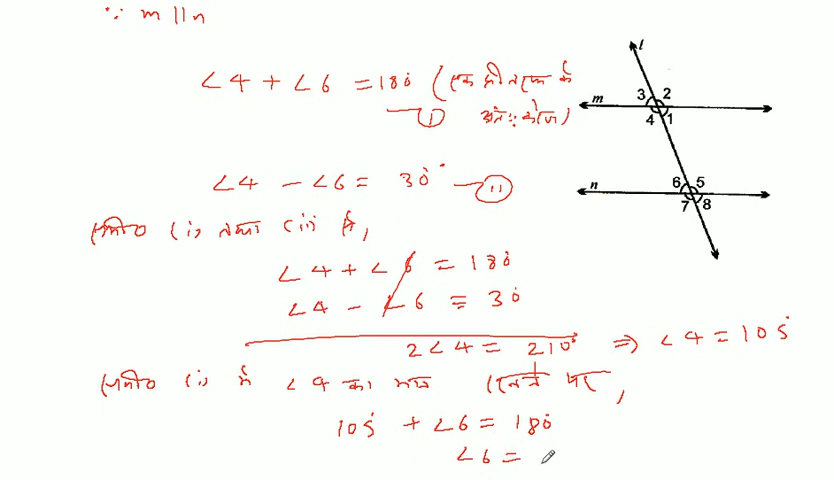 ∵ m || n
∠4 + ∠6 = 180° (एक ही तरफ के
— (i) अंतः कोण)
∠4 - ∠6 = 30° — (ii)
समी० (i) तथा (ii) से,
∠4 + ∠6 = 180°
∠4 - ∠6 = 30°
2∠4 = 210° ⇒ ∠4 = 105°
समी० (i) में ∠4 का मान रखने पर,
105° + ∠6 = 180°
∠6 =
l
3 2
m
4 1
6 5
n
7 8